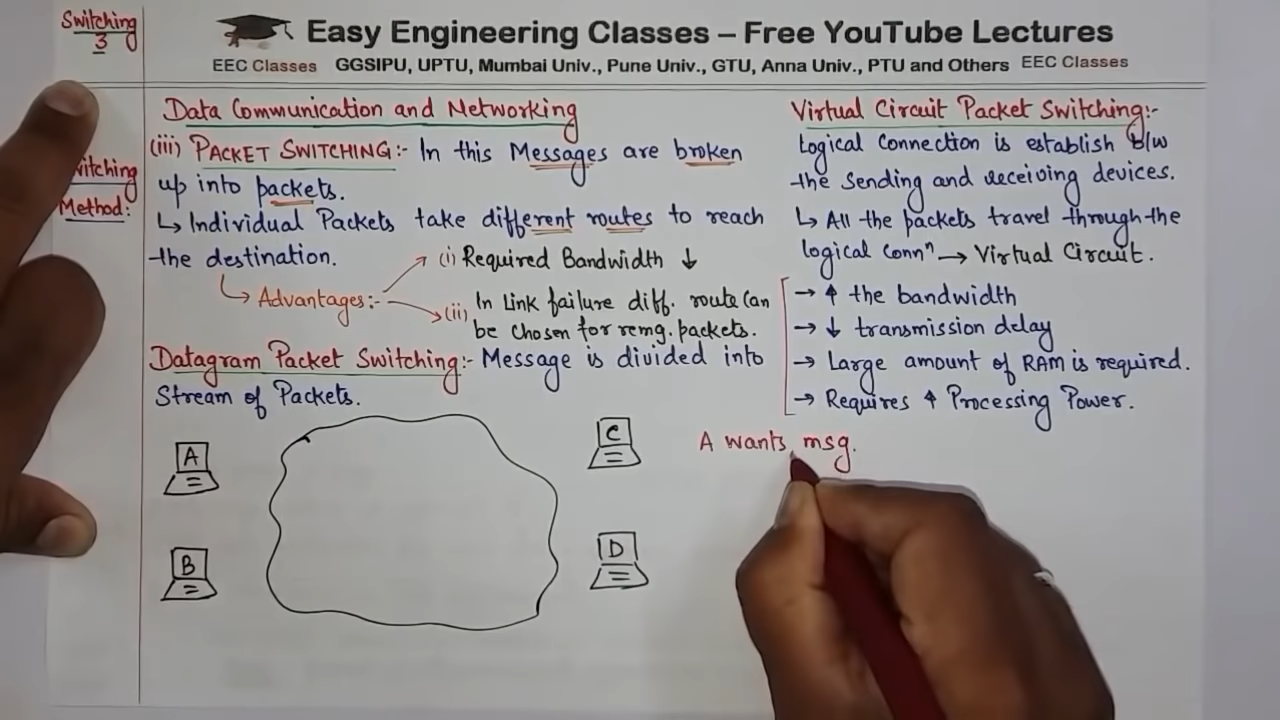 Switching
3
Easy Engineering Classes – Free YouTube Lectures
EEC Classes GGSIPU, UPTU, Mumbai Univ., Pune Univ., GTU, Anna Univ., PTU and Others EEC Classes
witching
Method:
Data Communication and Networking
(iii) PACKET SWITCHING:- In this Messages are broken
up into packets.
↳ Individual Packets take different routes to reach
the destination.
↳ Advantages:-
→ (i) Required Bandwidth ↓
→ (ii) In Link failure diff. route can
be chosen for remg. packets.
Datagram Packet Switching:- Message is divided into
Stream of Packets.
A
B
C
D
Virtual Circuit Packet Switching:-
Logical Connection is establish b/w
the sending and receiving devices.
↳ All the packets travel through the
logical connⁿ → Virtual Circuit.
→ ↑ the bandwidth
→ ↓ transmission delay
→ Large amount of RAM is required.
→ Requires ↑ Processing Power.
A wants msg.